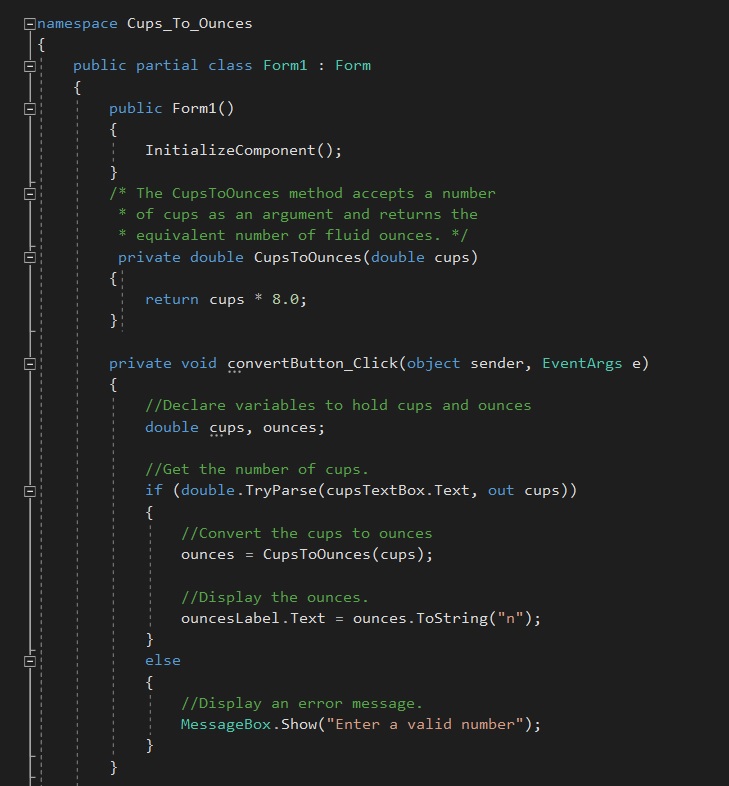 namespace Cups_To_Ounces
{
public partial class Form1 : Form
{
public Form1()
{
InitializeComponent();
}
/* The CupsToOunces method accepts a number
* of cups as an argument and returns the
* equivalent number of fluid ounces. */
private double CupsToOunces(double cups)
{
return cups * 8.0;
}
private void convertButton_Click(object sender, EventArgs e)
{
//Declare variables to hold cups and ounces
double cups, ounces;
//Get the number of cups.
if (double.TryParse(cupsTextBox.Text, out cups))
{
//Convert the cups to ounces
ounces = CupsToOunces(cups);
//Display the ounces.
ouncesLabel.Text = ounces.ToString("n");
}
else
{
//Display an error message.
MessageBox.Show("Enter a valid number");
}
}